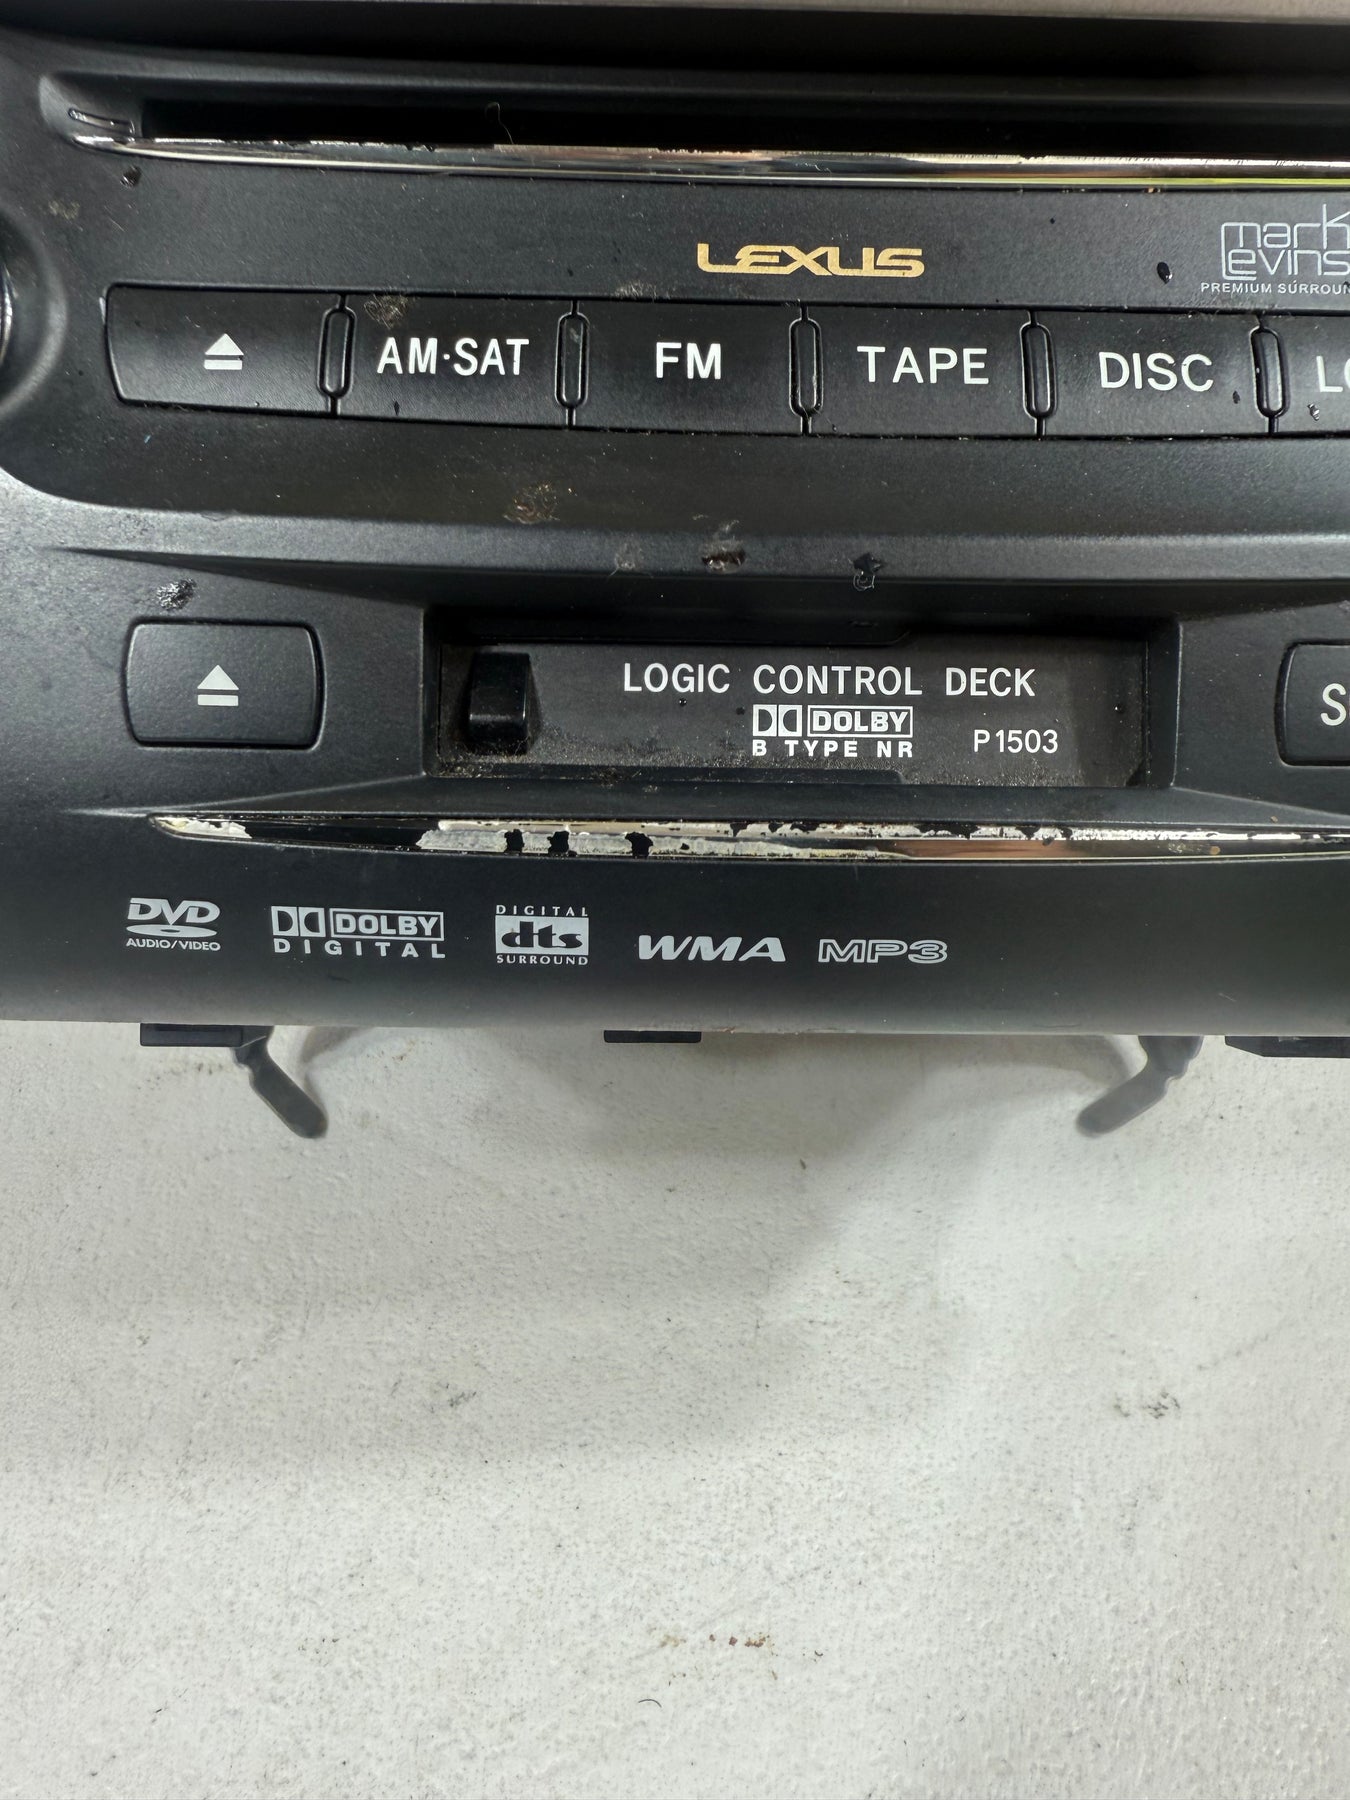 LEXUS
mark
PREMIUM
AM·SAT FM TAPE DISC
LOGIC CONTROL DECK
DOLBY
B TYPE NR P1503
DVD
AUDIO/VIDEO
DOLBY
DIGITAL
DIGITAL
dts
SURROUND
WMA MP3